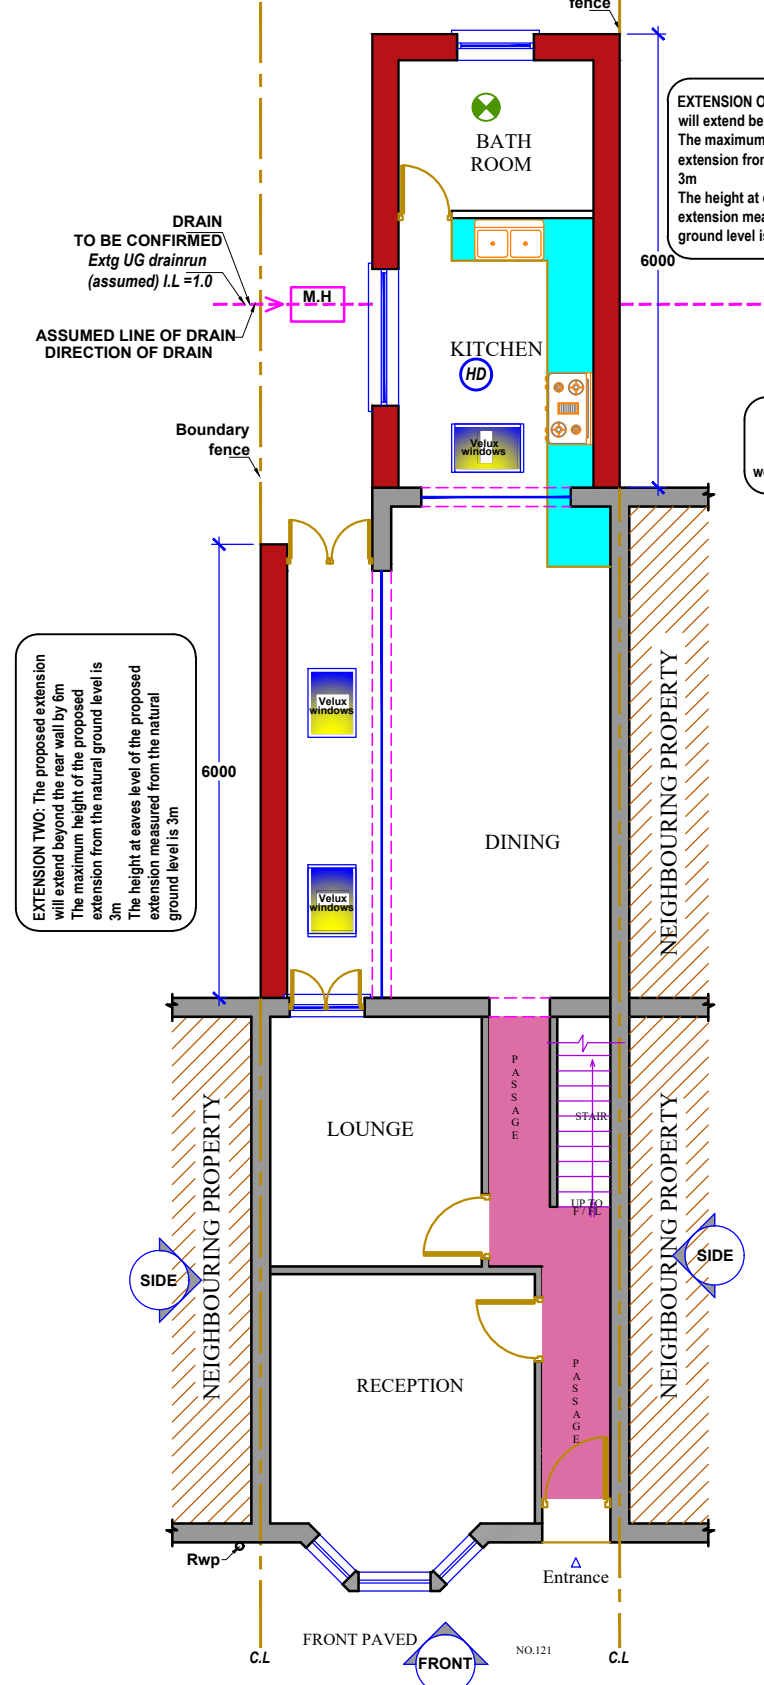 fence
EXTENSION O
will extend be
The maximum
extension from
3m
The height at
extension mea
ground level is
BATH
ROOM
DRAIN
TO BE CONFIRMED
Extg UG drainrun
(assumed) I.L =1.0
M.H
6000
ASSUMED LINE OF DRAIN
DIRECTION OF DRAIN
KITCHEN
HD
Boundary
fence
Velux
windows
EXTENSION TWO: The proposed extension
will extend beyond the rear wall by 6m
The maximum height of the proposed
extension from the natural ground level is
3m
The height at eaves level of the proposed
extension measured from the natural
ground level is 3m
6000
Velux
windows
DINING
NEIGHBOURING PROPERTY
Velux
windows
PASSAGE
STAIR
LOUNGE
UP TO
F / FL
NEIGHBOURING PROPERTY
NEIGHBOURING PROPERTY
SIDE
SIDE
RECEPTION
PASSAGE
Rwp
Entrance
FRONT PAVED
NO.121
C.L
FRONT
C.L